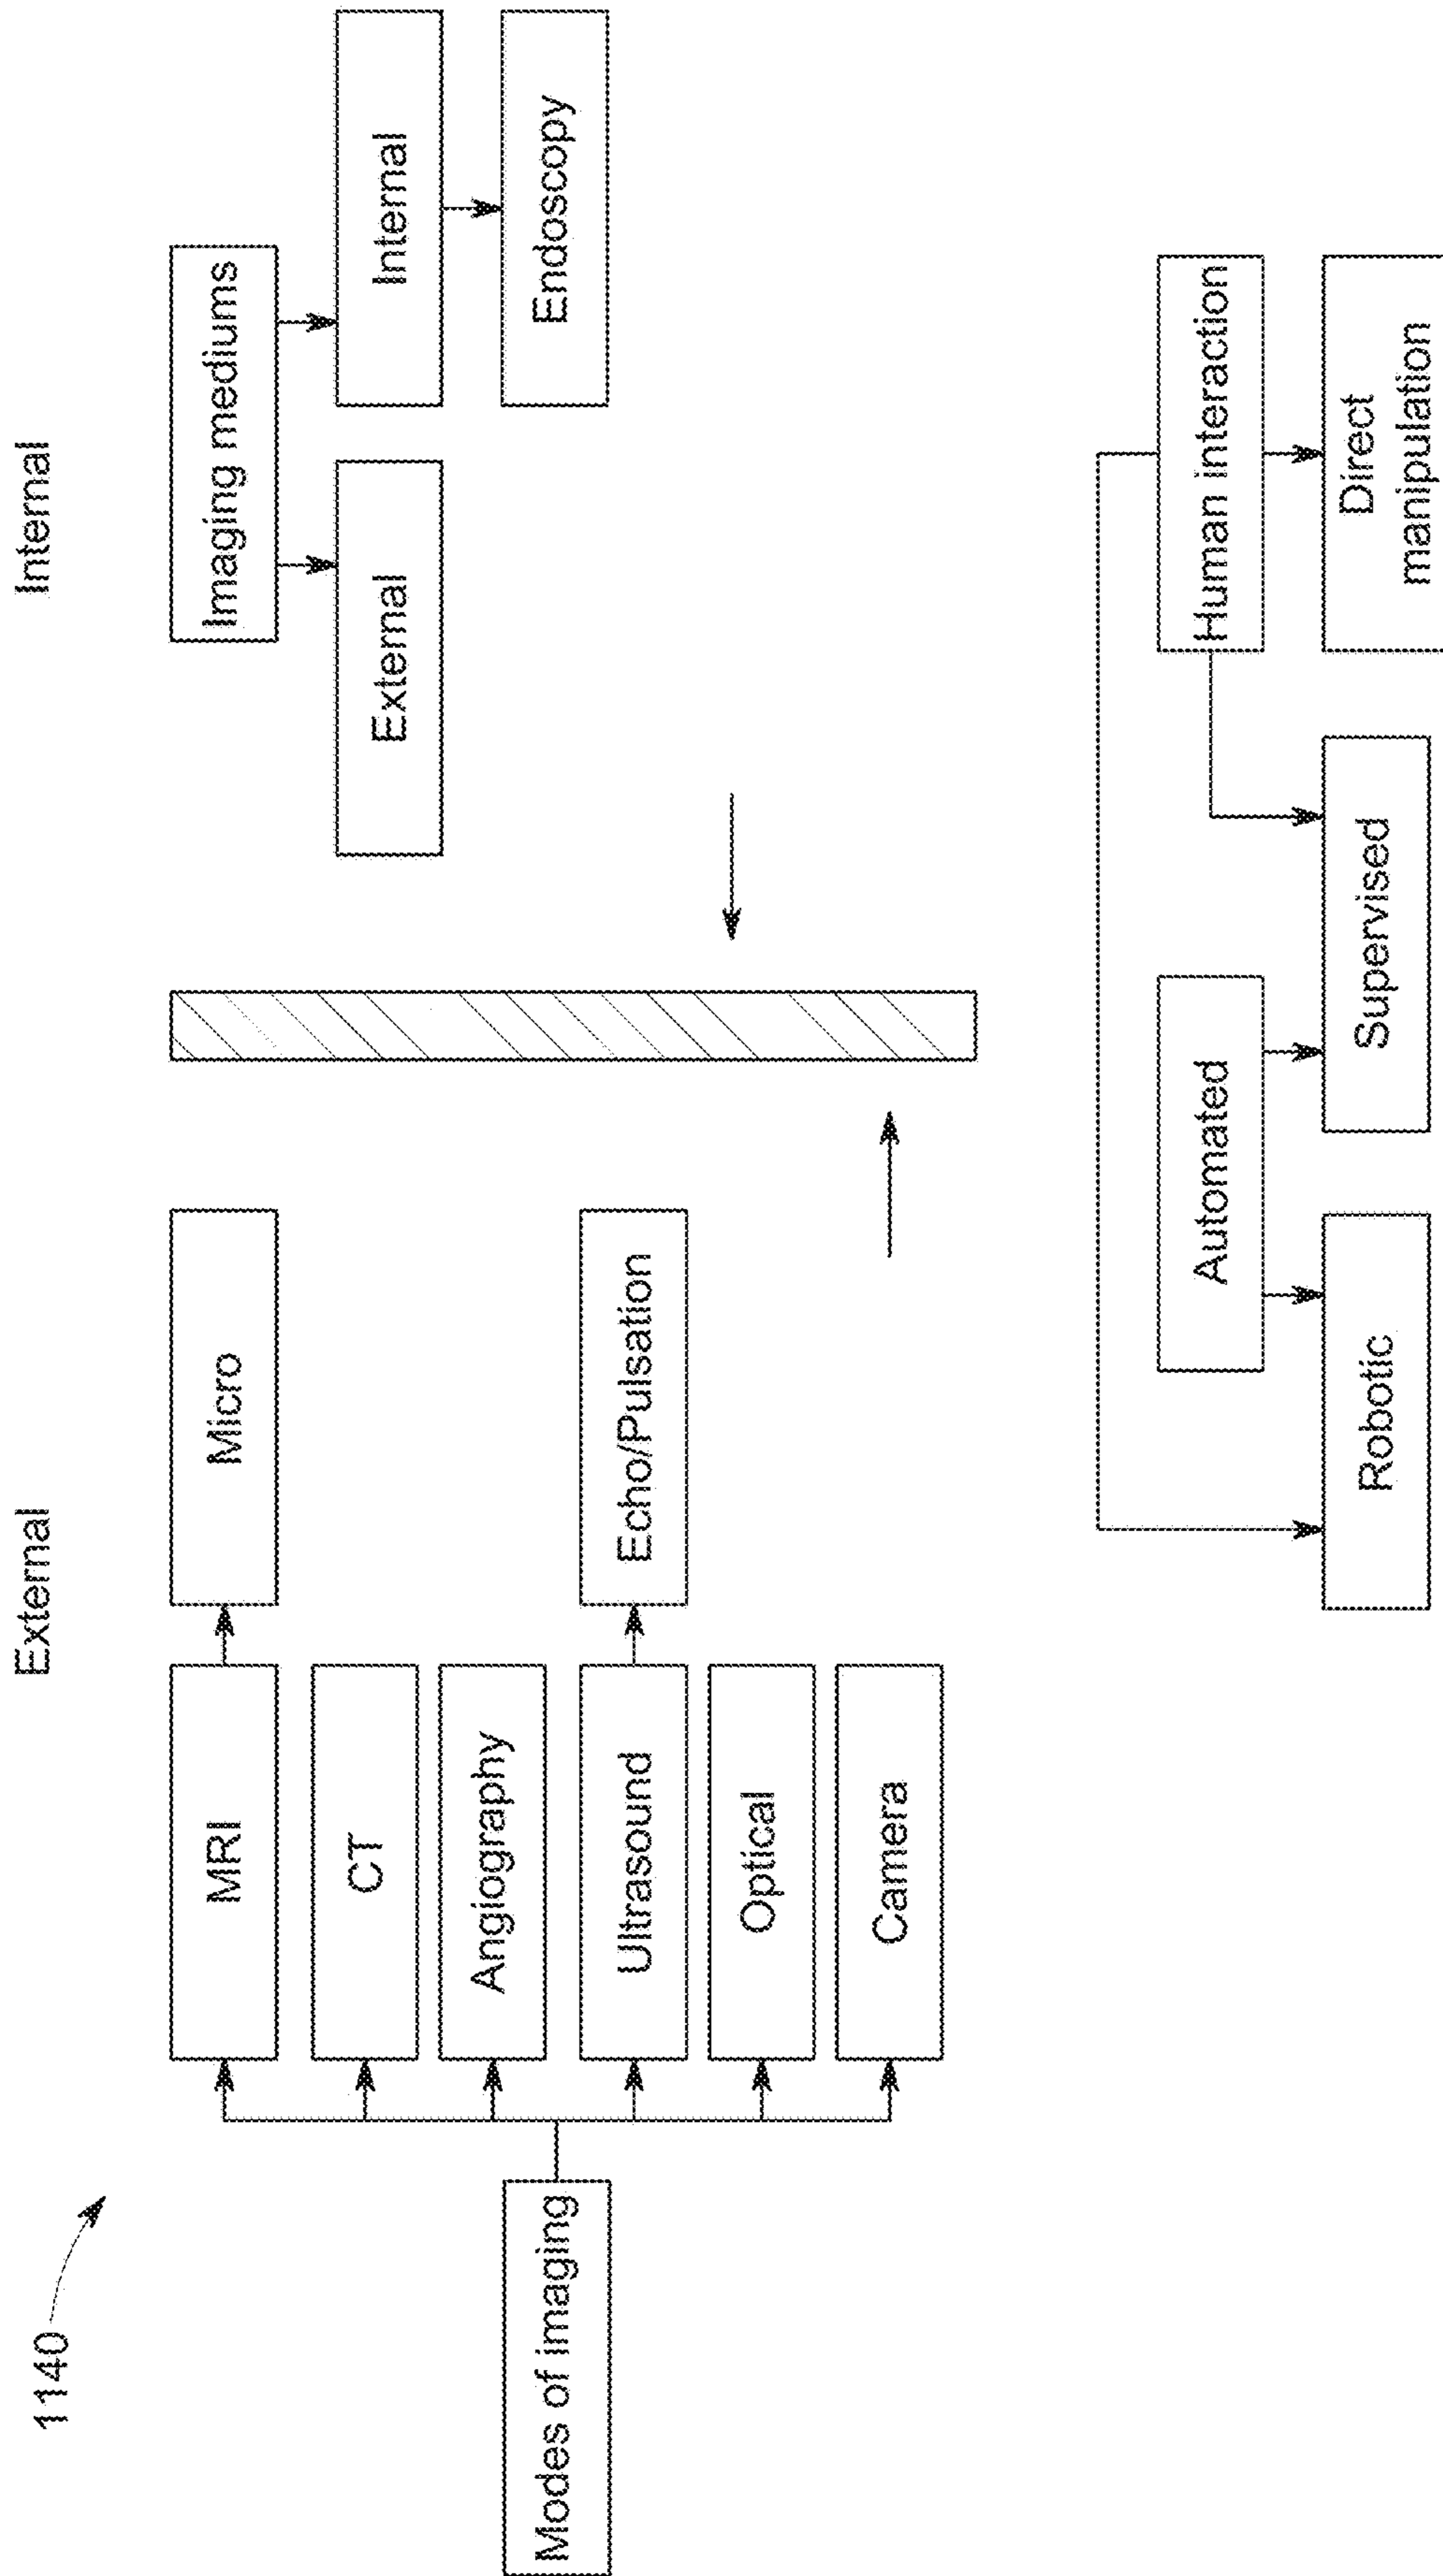 1140
External
Internal
Modes of imaging
MRI
CT
Angiography
Ultrasound
Optical
Camera
Micro
Echo/Pulsation
Imaging mediums
External
Internal
Endoscopy
Automated
Human interaction
Robotic
Supervised
Direct
manipulation